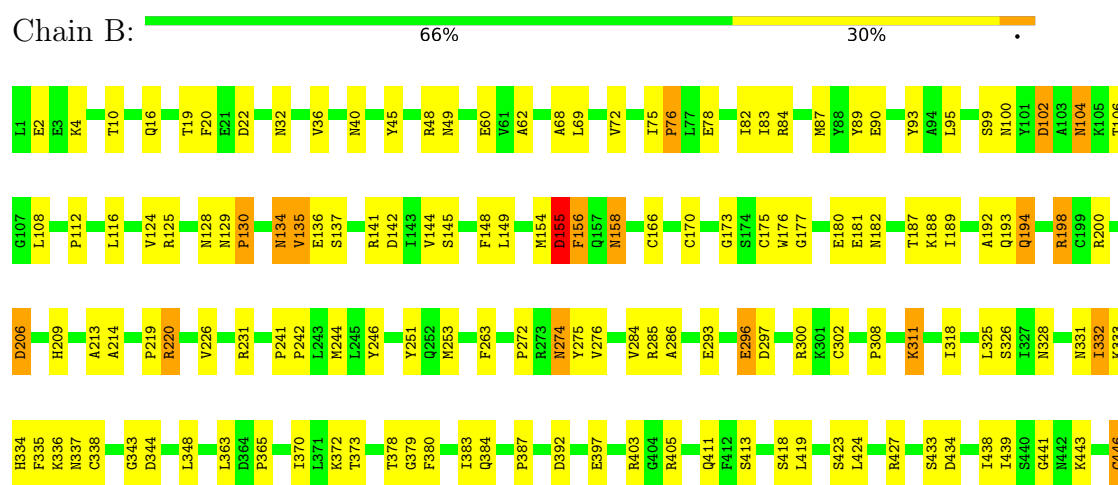 Chain B:
66% 30% •
L1 E2 E3 K4 T10 Q16 T19 F20 E21 D22 N32 V36 N40 Y45 R48 N49 E60 V61 A62 A68 L69 V72 I75 P76 L77 E78 I82 I83 R84 M87 Y88 Y89 E90 Y93 A94 L95 S99 N100 Y101 D102 A103 N104 K105 T106
G107 L108 P112 L116 V124 R125 N128 N129 P130 N134 V135 E136 S137 R141 D142 I143 V144 S145 F148 L149 M154 D155 F156 Q157 N158 C166 C170 G173 S174 C175 W176 G177 E180 E181 N182 T187 K188 I189 A192 Q193 Q194 R198 C199 R200
D206 H209 A213 A214 P219 R220 V226 R231 P241 P242 L243 M244 L245 Y246 Y251 Q252 M253 F263 P272 R273 N274 Y275 V276 V284 R285 A286 E293 E296 D297 R300 K301 C302 P308 K311 I318 L325 S326 I327 N328 N331 I332 K333
H334 F335 K336 N337 C338 G343 D344 L348 L363 D364 P365 I370 L371 K372 T373 T378 G379 F380 I383 Q384 P387 D392 E397 R403 G404 R405 Q411 F412 S413 S418 L419 S423 L424 R427 S433 D434 I438 I439 S440 G441 N442 K443